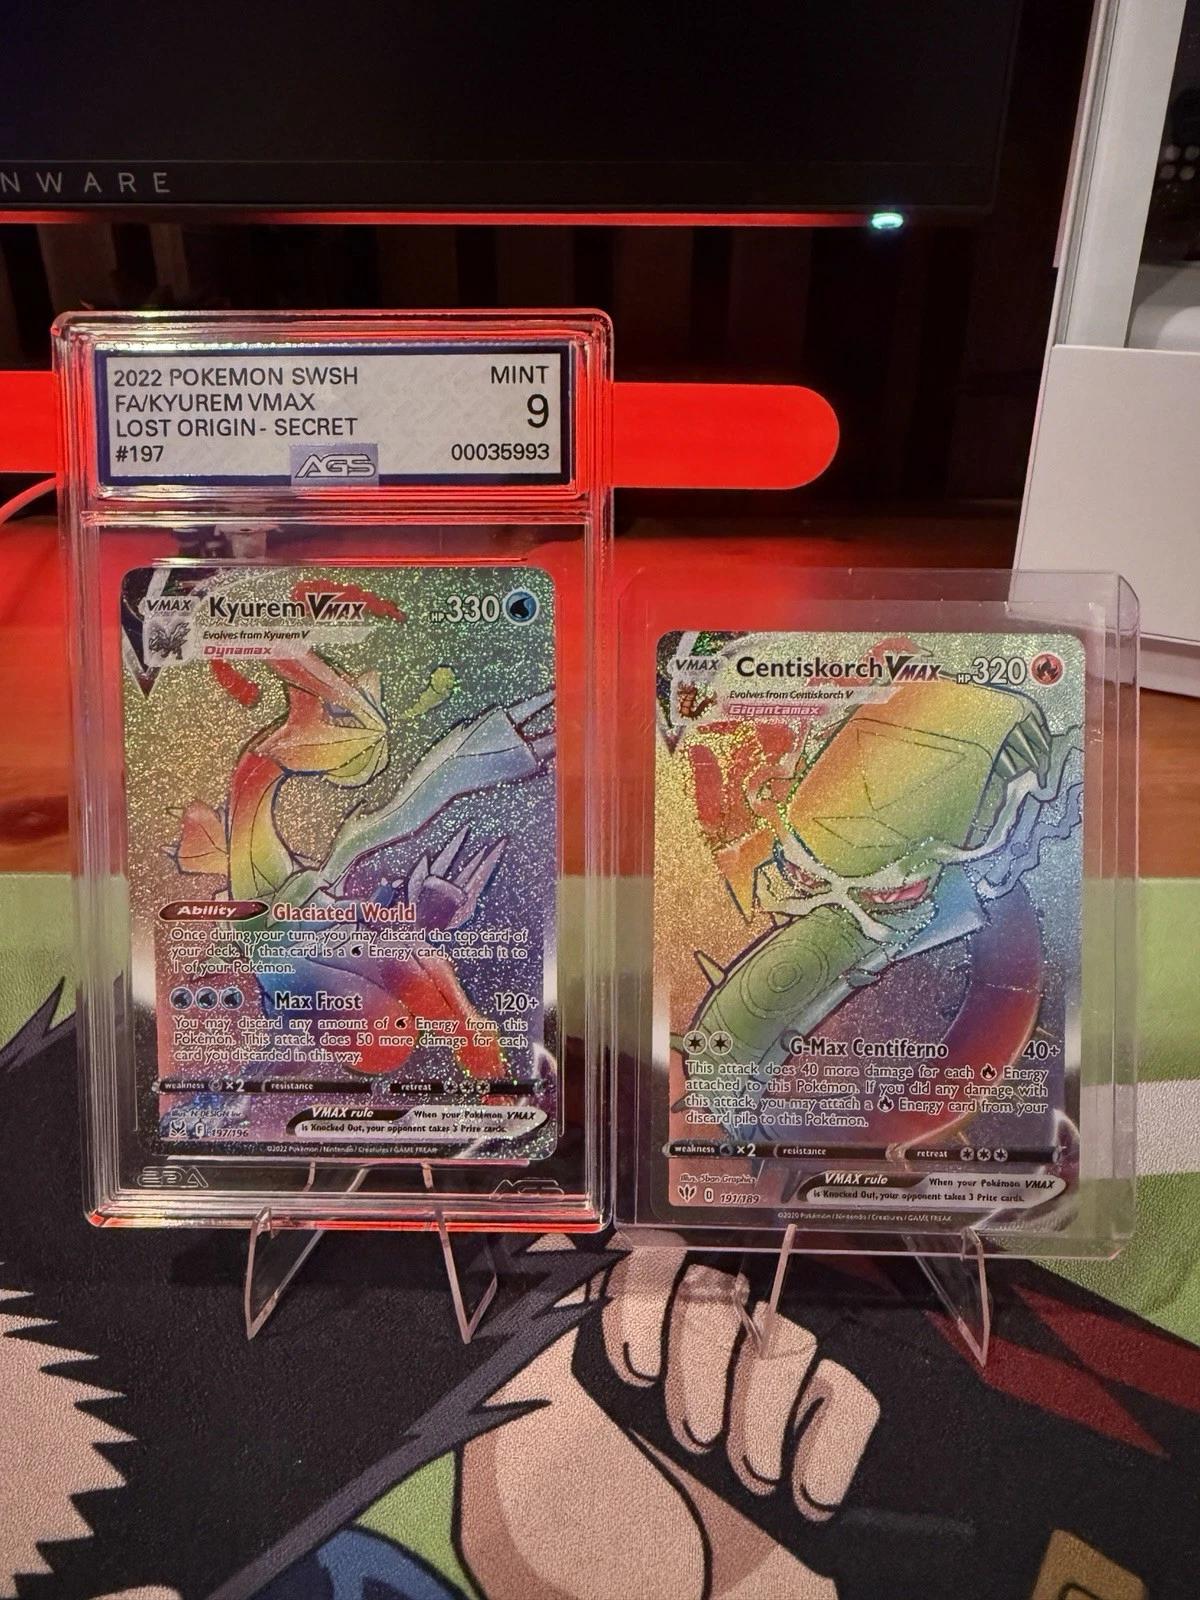 NWARE
2022 POKEMON SWSH MINT
FA/KYUREM VMAX 9
LOST ORIGIN - SECRET
#197 AGS 00035993
VMAX Kyurem VMAX HP 330
Evolves from Kyurem V
Dynamax
Ability Glaciated World
Once during your turn, you may discard the top card of
your deck. If that card is a Energy card, attach it to
1 of your Pokémon.
Max Frost 120+
You may discard any amount of Energy from this
Pokémon. This attack does 50 more damage for each
card you discarded in this way.
weakness ×2 resistance retreat
Illus. N-DESIGN Inc.
F 197/196
VMAX rule When your Pokémon VMAX
is Knocked Out, your opponent takes 3 Prize cards.
©2022 Pokémon / Nintendo / Creatures / GAME FREAK
AGS
VMAX Centiskorch VMAX HP 320
Evolves from Centiskorch V
Gigantamax
G-Max Centiferno 40+
This attack does 40 more damage for each Energy
attached to this Pokémon. If you did any damage with
this attack, you may attach a Energy card from your
discard pile to this Pokémon.
weakness ×2 resistance retreat
Illus. 5ban Graphics
D 191/189
VMAX rule When your Pokémon VMAX
is Knocked Out, your opponent takes 3 Prize cards.
©2020 Pokémon / Nintendo / Creatures / GAME FREAK